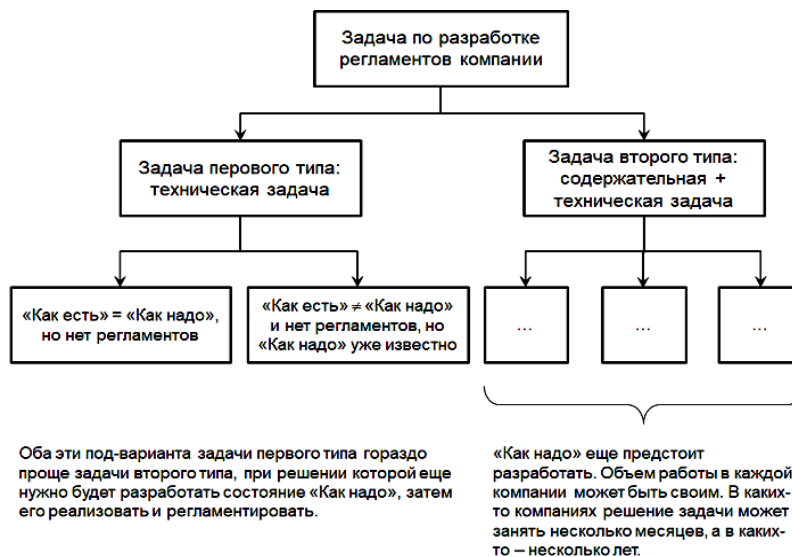 Задача по разработке
регламентов компании
Задача перового типа:
техническая задача
Задача второго типа:
содержательная +
техническая задача
«Как есть» = «Как надо»,
но нет регламентов
«Как есть» ≠ «Как надо»
и нет регламентов, но
«Как надо» уже известно
...
...
...
Оба эти под-варианта задачи первого типа гораздо
проще задачи второго типа, при решении которой еще
нужно будет разработать состояние «Как надо», затем
его реализовать и регламентировать.
«Как надо» еще предстоит
разработать. Объем работы в каждой
компании может быть своим. В каких-
то компаниях решение задачи может
занять несколько месяцев, а в каких-
то – несколько лет.